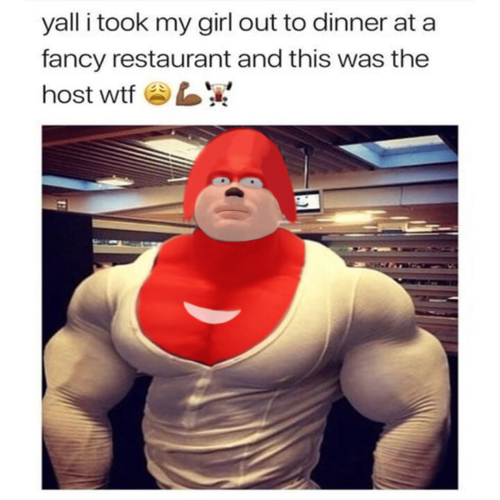 yall i took my girl out to dinner at a
fancy restaurant and this was the
host wtf 😩💪🏾🏋